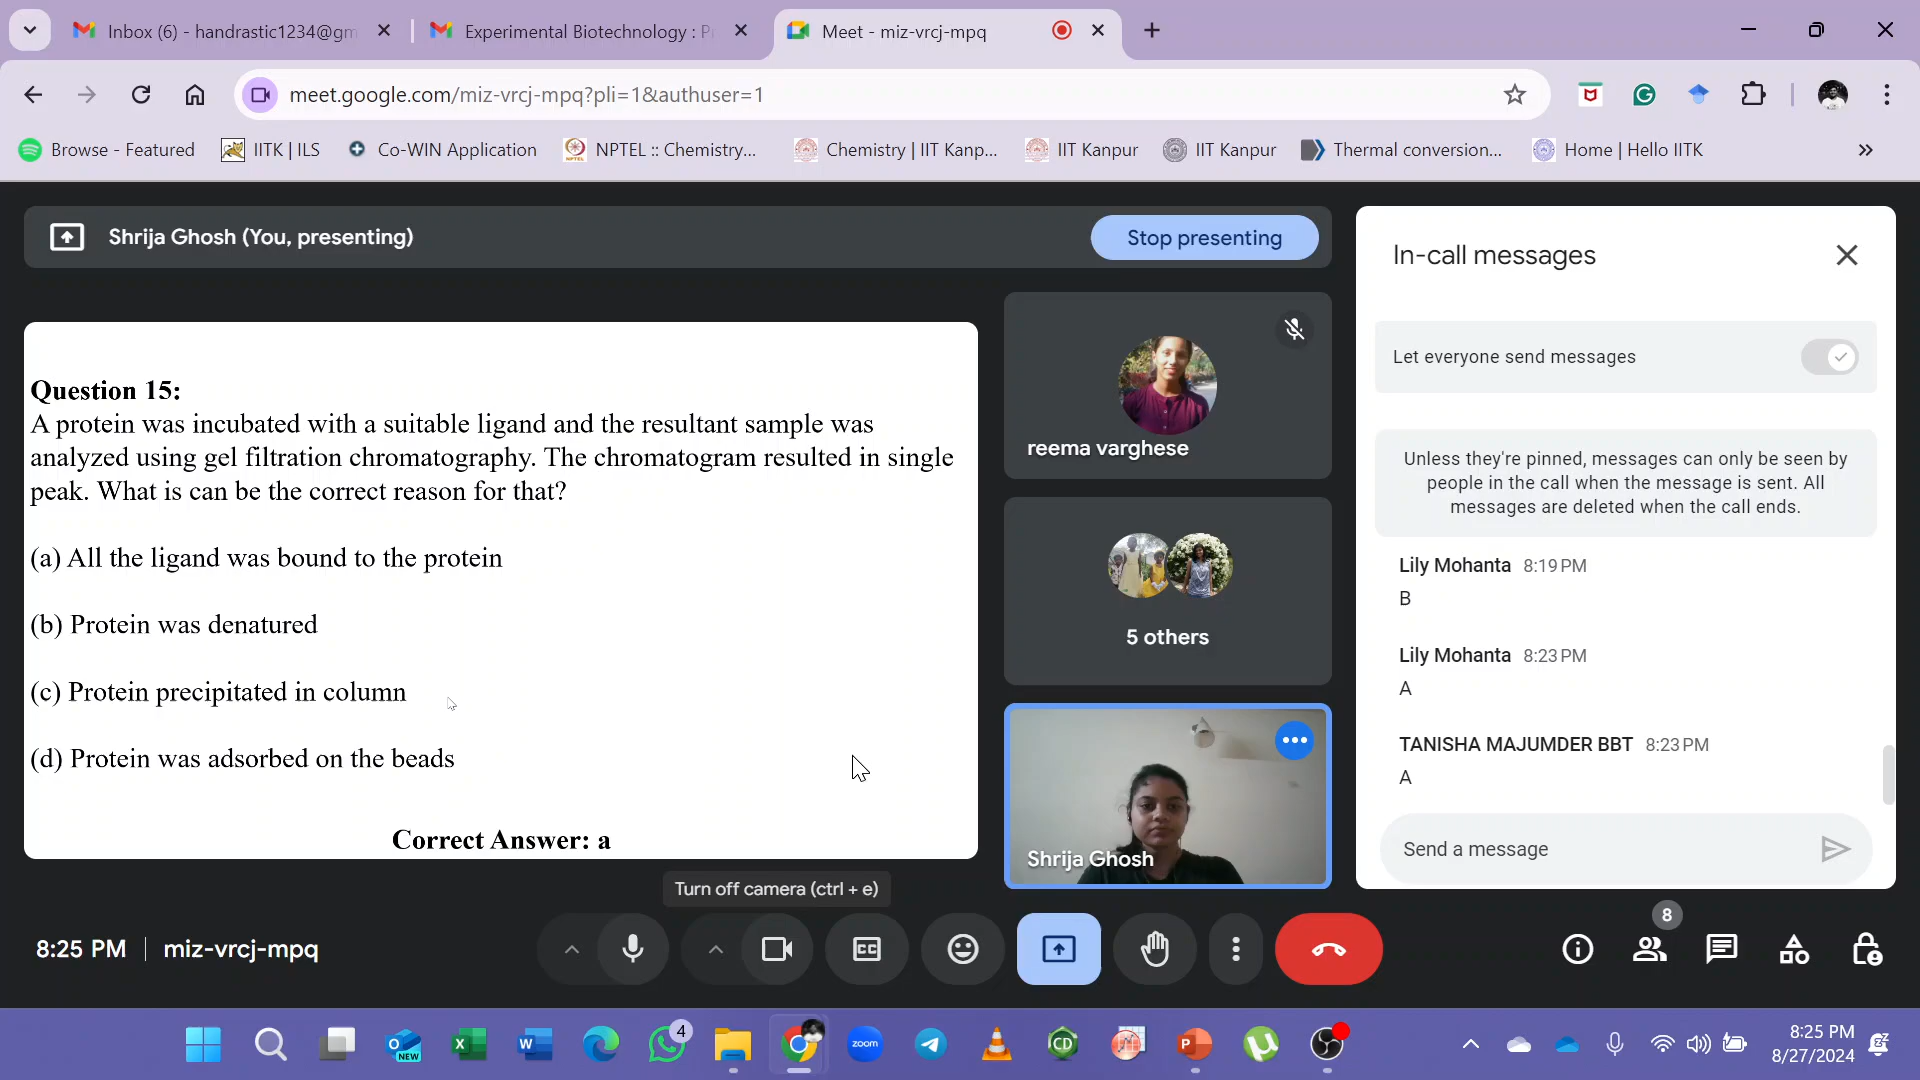 Inbox (6) - handrastic1234@gm
Experimental Biotechnology : P
Meet - miz-vrcj-mpq
meet.google.com/miz-vrcj-mpq?pli=1&authuser=1
Browse - Featured
IITK | ILS
Co-WIN Application
NPTEL :: Chemistry...
Chemistry | IIT Kanp...
IIT Kanpur
IIT Kanpur
Thermal conversion...
Home | Hello IITK
Shrija Ghosh (You, presenting)
Stop presenting
Question 15:
A protein was incubated with a suitable ligand and the resultant sample was
analyzed using gel filtration chromatography. The chromatogram resulted in single
peak. What is can be the correct reason for that?
(a) All the ligand was bound to the protein
(b) Protein was denatured
(c) Protein precipitated in column
(d) Protein was adsorbed on the beads
Correct Answer: a
reema varghese
5 others
Shrija Ghosh
In-call messages
Let everyone send messages
Unless they're pinned, messages can only be seen by
people in the call when the message is sent. All
messages are deleted when the call ends.
Lily Mohanta 8:19 PM
B
Lily Mohanta 8:23 PM
A
TANISHA MAJUMDER BBT 8:23 PM
A
Send a message
Turn off camera (ctrl + e)
8:25 PM
miz-vrcj-mpq
8
NEW
4
zoom
CD
8:25 PM
8/27/2024